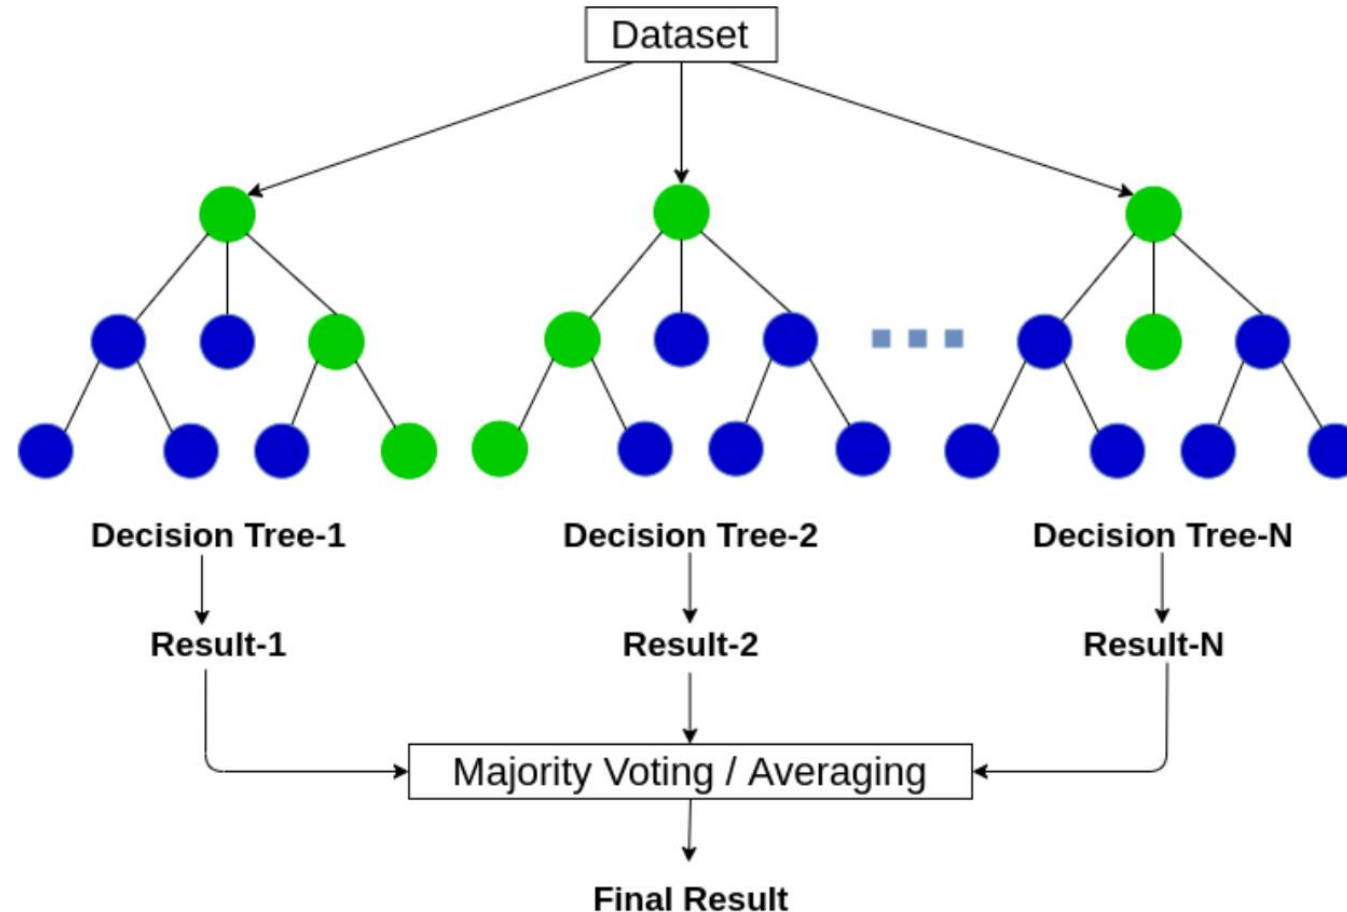 Dataset
Decision Tree-1
Decision Tree-2
Decision Tree-N
Result-1
Result-2
Result-N
Majority Voting / Averaging
Final Result